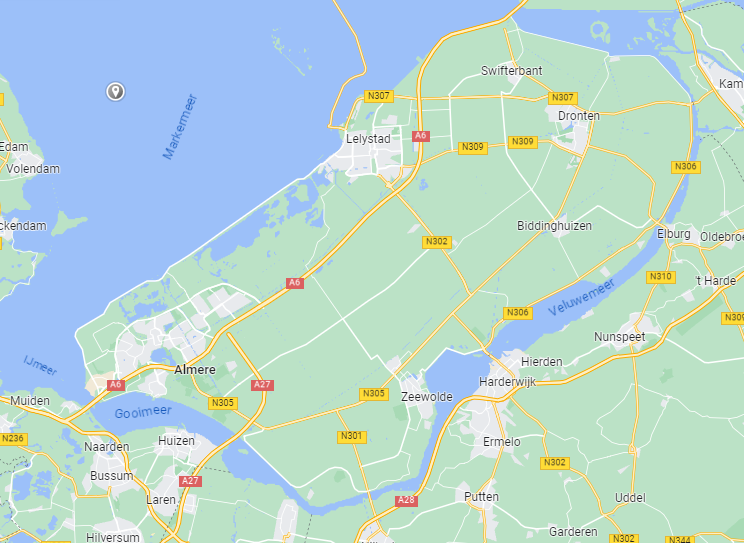 Swifterbant
Kam
N307
N307
Dronten
Markermeer
Lelystad
A6
N309
N309
Edam
Volendam
N306
ckendam
Biddinghuizen
Elburg
Oldebroe
N302
A6
Veluwemeer
N310
't Harde
N306
N309
Nunspeet
IJmeer
Almere
Hierden
Harderwijk
A6
A27
N305
N305
Zeewolde
Muiden
Gooimeer
N236
Naarden
Huizen
N301
Ermelo
Bussum
N302
A27
Laren
A28
Putten
Uddel
Hilversum
Garderen
N302
N344